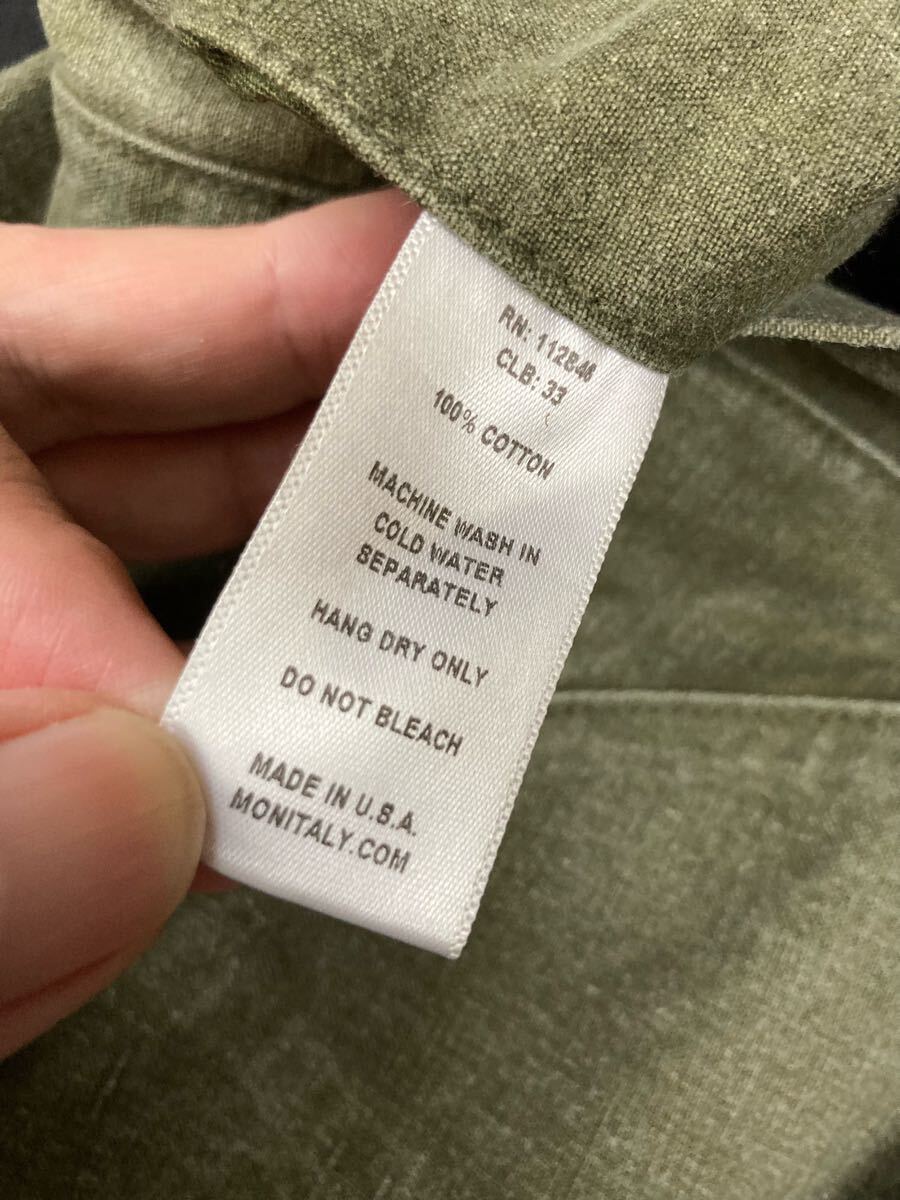 RN: 112846
CLB: 33
100% COTTON
MACHINE WASH IN
COLD WATER
SEPARATELY
HANG DRY ONLY
DO NOT BLEACH
MADE IN U.S.A.
MONITALY.COM